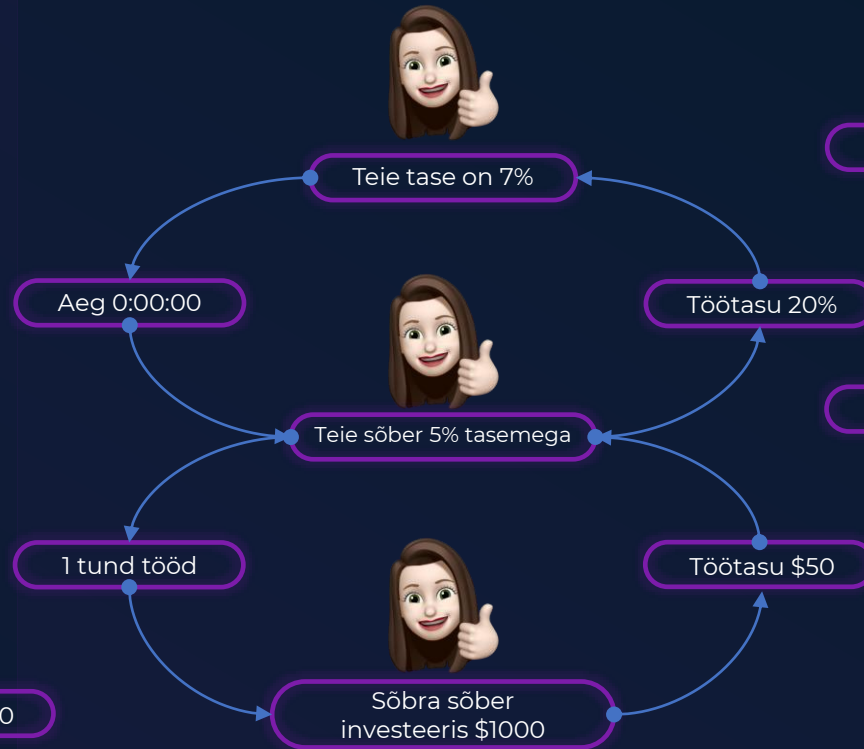 Teie tase on 7%
Aeg 0:00:00
Töötasu 20%
Teie sõber 5% tasemega
1 tund tööd
Töötasu $50
Sõbra sõber
investeeris $1000
0